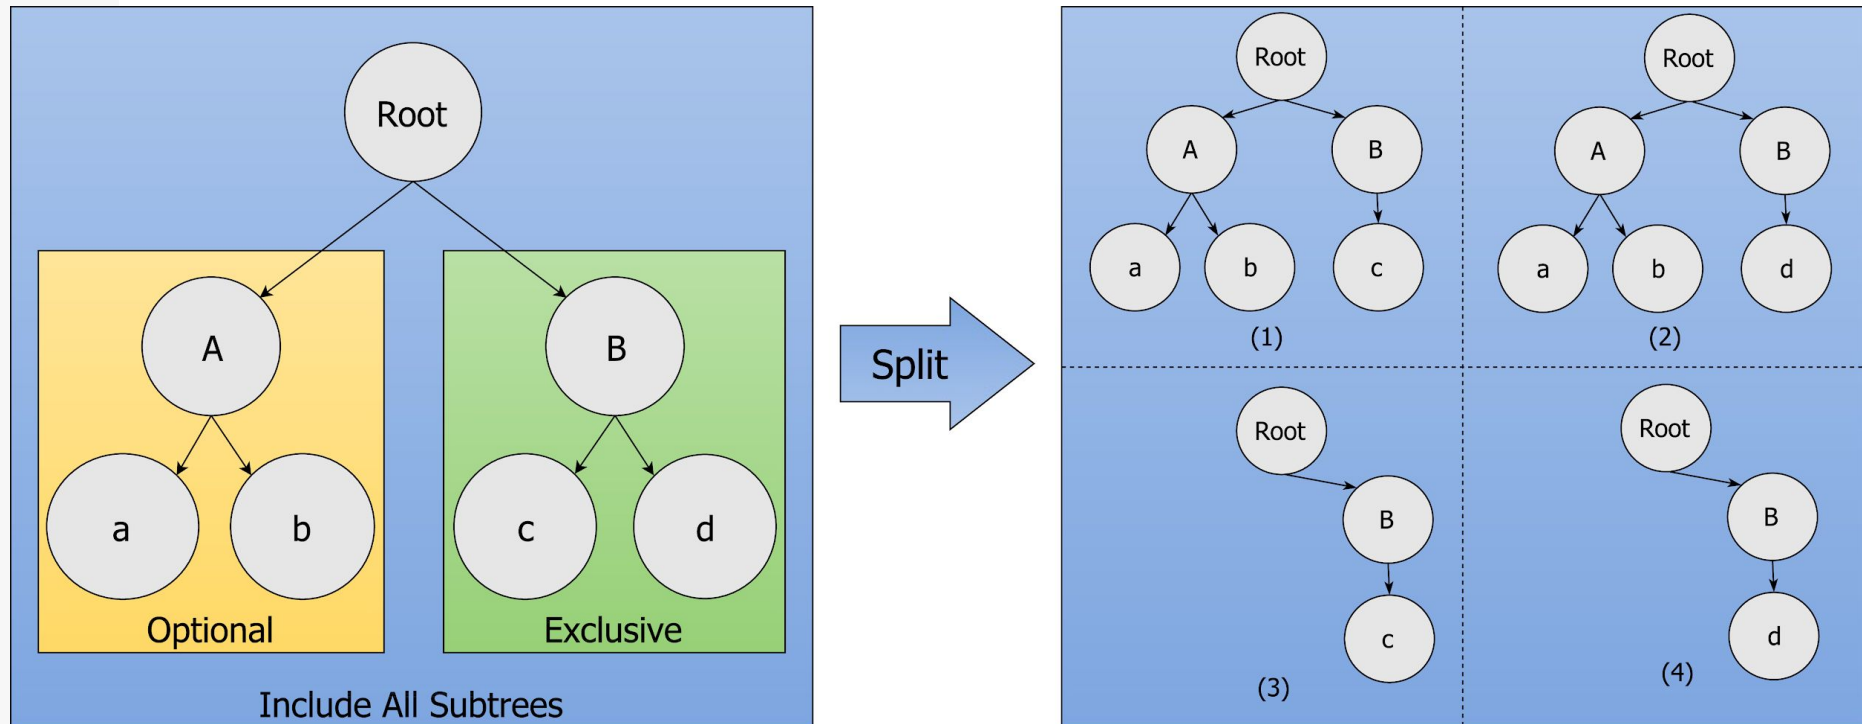 Root
A
B
a
b
c
d
Optional
Exclusive
Include All Subtrees
Split
Root
A
B
a
b
c
(1)
Root
A
B
a
b
d
(2)
Root
B
c
(3)
Root
B
d
(4)